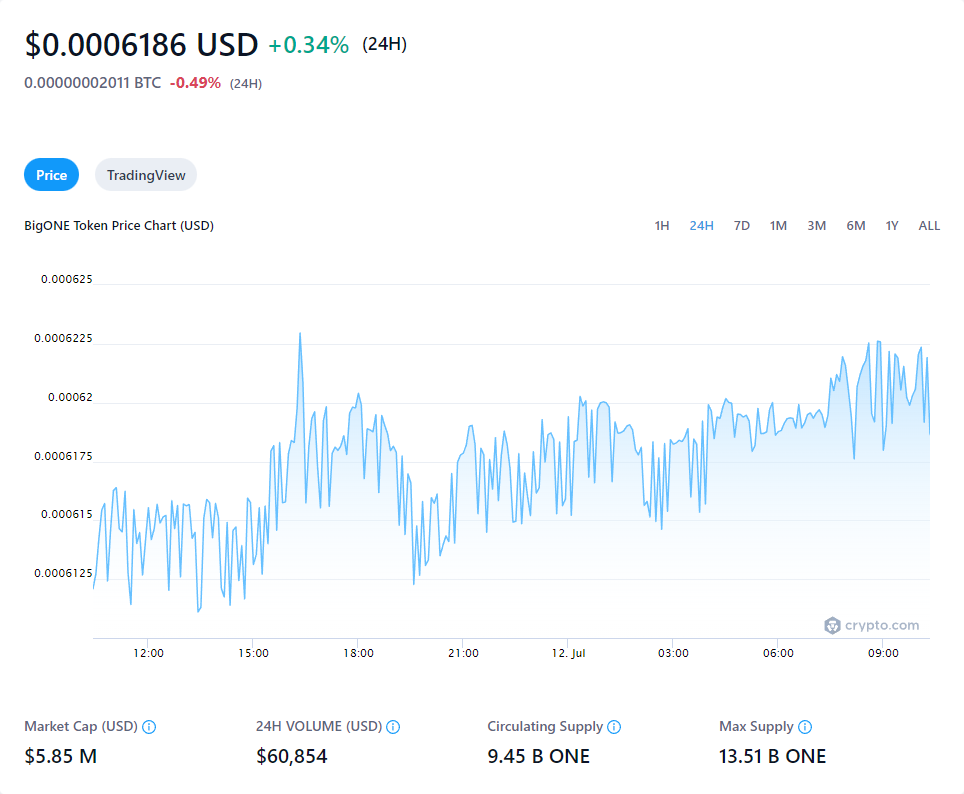 $0.0006186 USD +0.34% (24H)
0.00000002011 BTC -0.49% (24H)
Price TradingView
BigONE Token Price Chart (USD) 1H 24H 7D 1M 3M 6M 1Y ALL
0.000625
0.0006225
0.00062
0.0006175
0.000615
0.0006125
crypto.com
12:00 15:00 18:00 21:00 12. Jul 03:00 06:00 09:00
Market Cap (USD) 24H VOLUME (USD) Circulating Supply Max Supply
$5.85 M $60,854 9.45 B ONE 13.51 B ONE